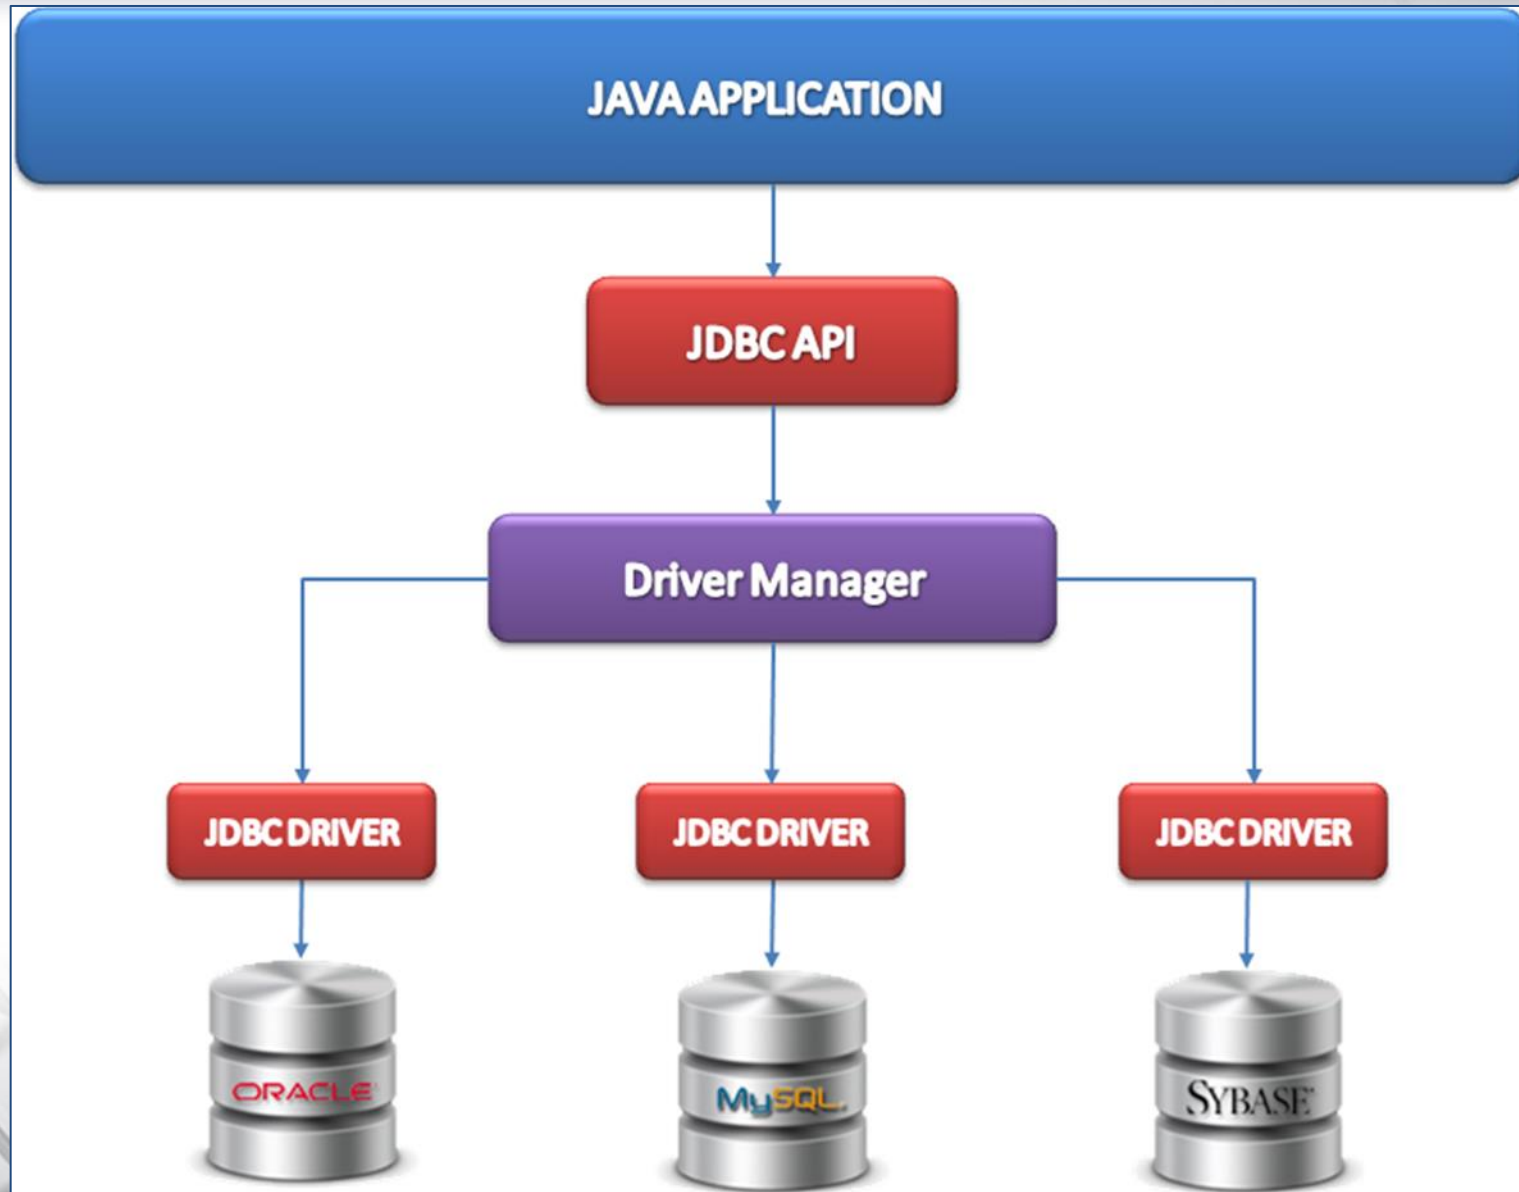 JAVA APPLICATION
JDBC API
Driver Manager
JDBC DRIVER
JDBC DRIVER
JDBC DRIVER
ORACLE
MySQL
SYBASE